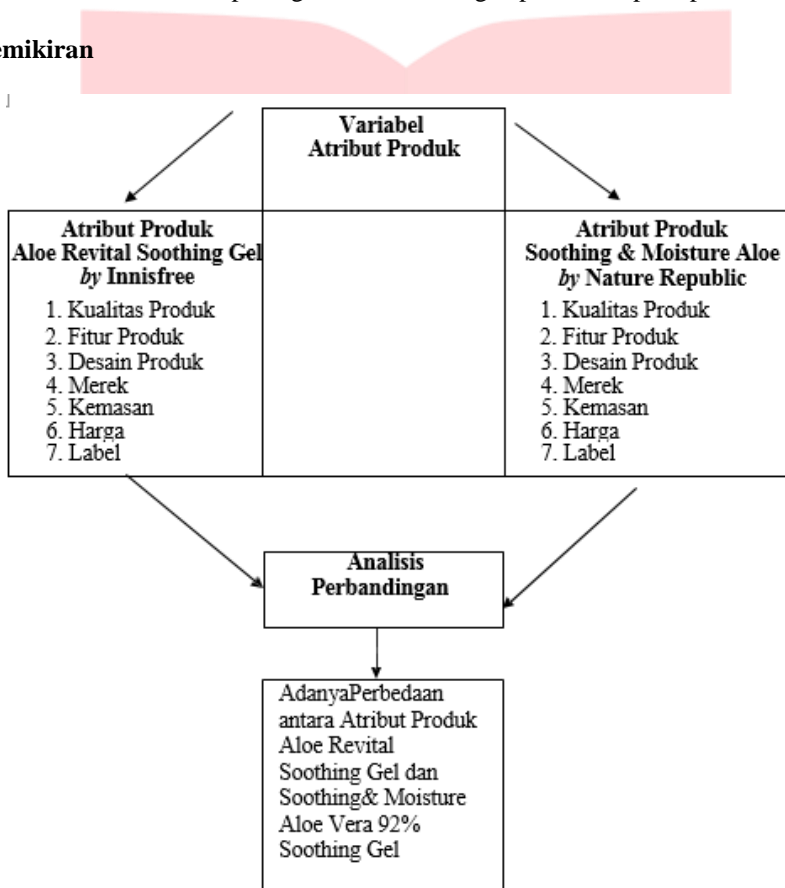 emikiran
Variabel
Atribut Produk
Atribut Produk
Aloe Revital Soothing Gel
by Innisfree
1. Kualitas Produk
2. Fitur Produk
3. Desain Produk
4. Merek
5. Kemasan
6. Harga
7. Label
Atribut Produk
Soothing & Moisture Aloe
by Nature Republic
1. Kualitas Produk
2. Fitur Produk
3. Desain Produk
4. Merek
5. Kemasan
6. Harga
7. Label
Analisis
Perbandingan
AdanyaPerbedaan
antara Atribut Produk
Aloe Revital
Soothing Gel dan
Soothing& Moisture
Aloe Vera 92%
Soothing Gel